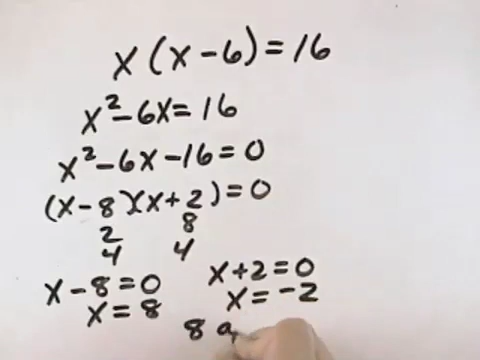 x(x-6)=16
x²-6x=16
x²-6x-16=0
(x-8)(x+2)=0
2 8
4 4
x-8=0 x+2=0
x=8 x=-2
8 a